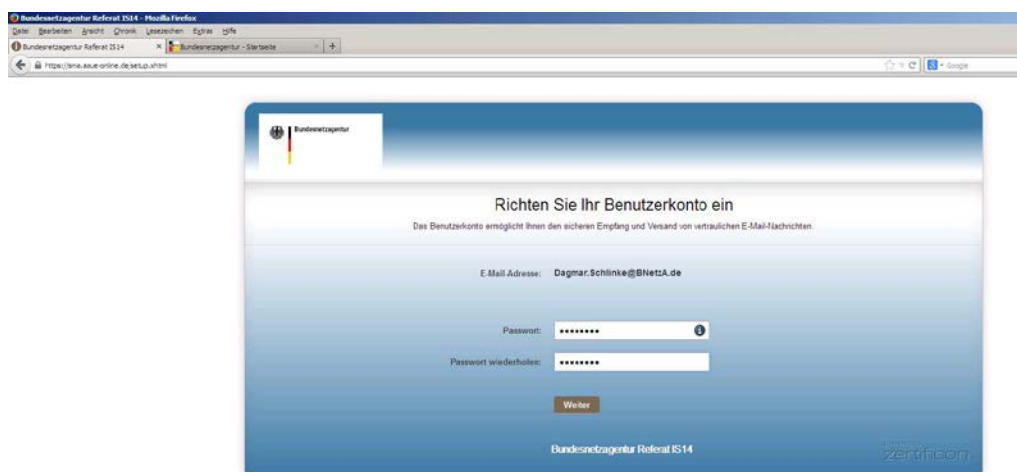 Bundesnetzagentur Referat IS14 - Mozilla Firefox
Datei Bearbeiten Ansicht Chronik Lesezeichen Extras Hilfe
Bundesnetzagentur Referat IS14 × Bundesnetzagentur - Startseite × +
Google
Bundesnetzagentur
Richten Sie Ihr Benutzerkonto ein
Das Benutzerkonto ermöglicht Ihnen den sicheren Empfang und Versand von vertraulichen E-Mail-Nachrichten.
E-Mail Adresse: Dagmar.Schlinke@BNetzA.de
Passwort: ••••••••
Passwort wiederholen: ••••••••
Weiter
Bundesnetzagentur Referat IS14
zertificon